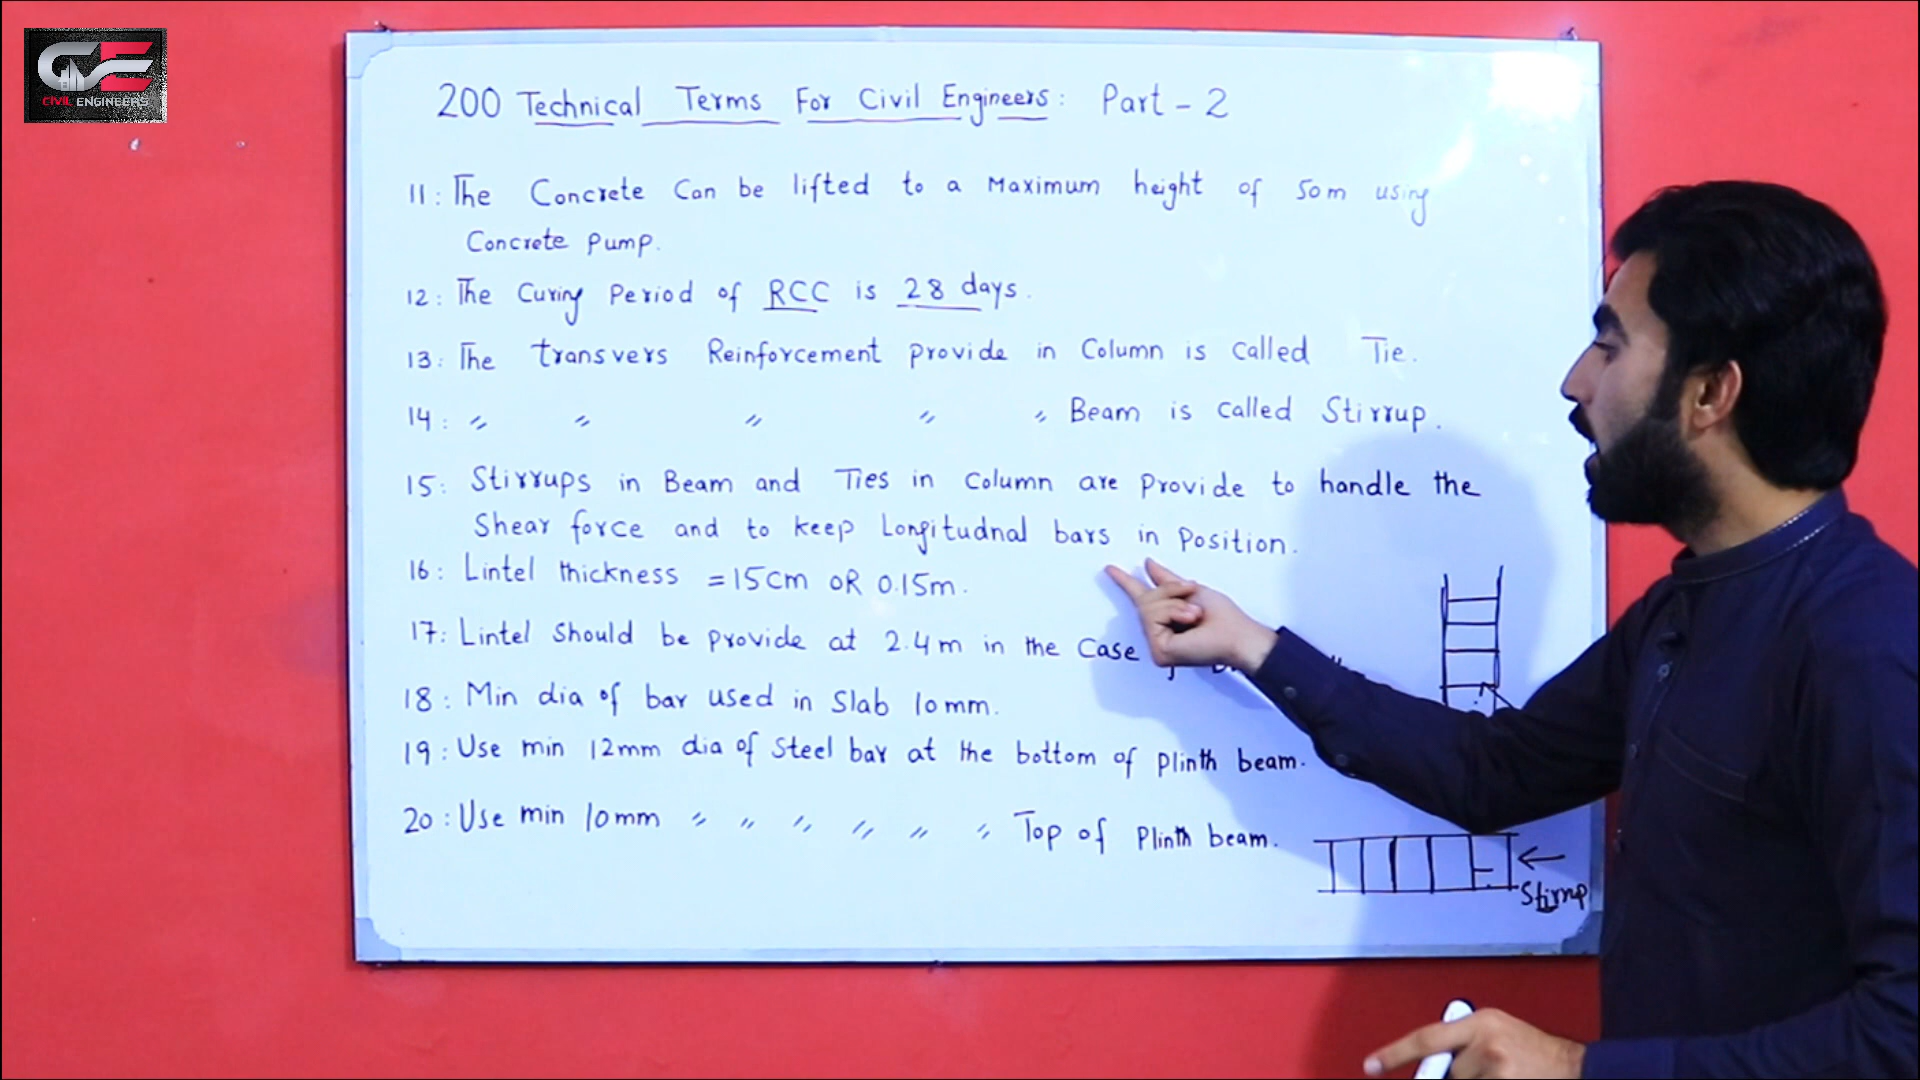 CE
CIVIL ENGINEERS
200 Technical Terms For Civil Engineers: Part - 2
11: The Concrete Can be lifted to a Maximum height of 50m using
Concrete Pump.
12: The Curing Period of RCC is 28 days.
13: The transvers Reinforcement provide in Column is called Tie.
14: " " " " " Beam is called Stirrup.
15: Stirrups in Beam and Ties in Column are provide to handle the
Shear force and to keep Longitudnal bars in Position.
16: Lintel thickness = 15cm OR 0.15m.
17: Lintel Should be provide at 2.4m in the Case
18: Min dia of bar used in Slab 10mm.
19: Use min 12mm dia of Steel bar at the bottom of plinth beam.
20: Use min 10mm " " " " " " Top of Plinth beam.
Stirrup